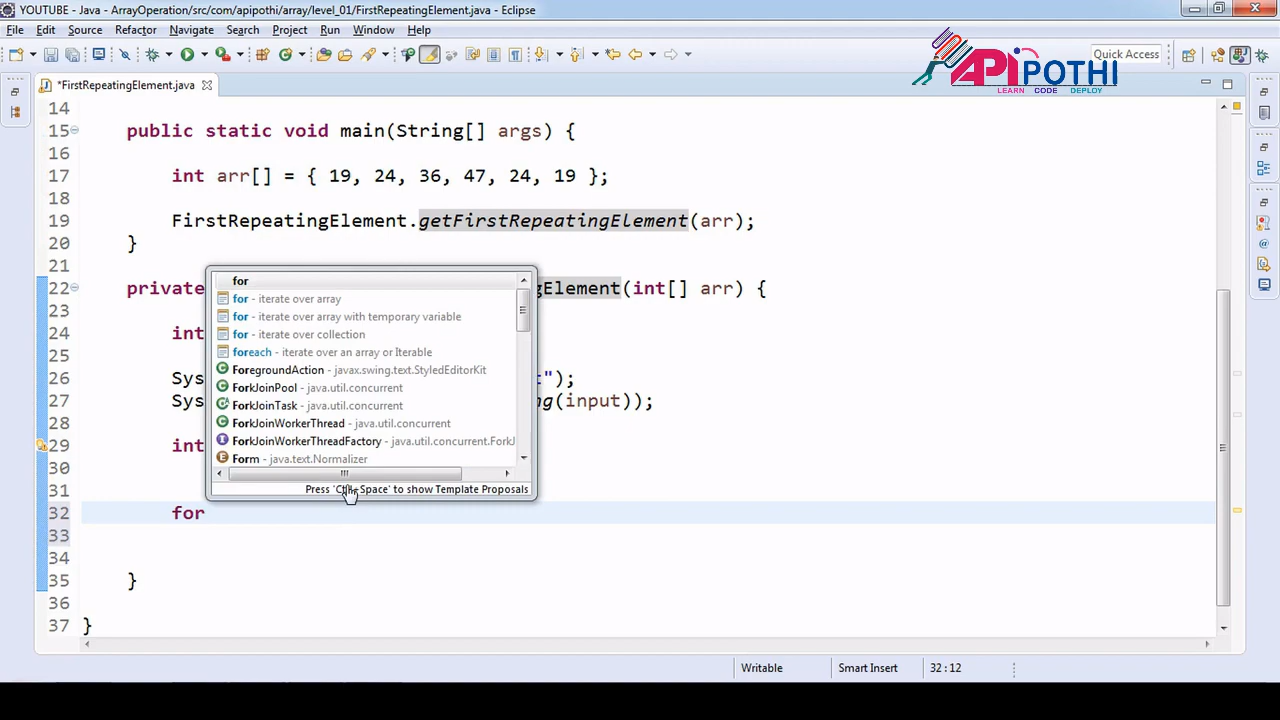 YOUTUBE - Java - ArrayOperation/src/com/apipothi/array/level_01/FirstRepeatingElement.java - Eclipse
File Edit Source Refactor Navigate Search Project Run Window Help
Quick Access
APIPOTHI
LEARN CODE DEPLOY
*FirstRepeatingElement.java
14
15 public static void main(String[] args) {
16
17 int arr[] = { 19, 24, 36, 47, 24, 19 };
18
19 FirstRepeatingElement.getFirstRepeatingElement(arr);
20 }
21
22 private gElement(int[] arr) {
23
24 int
25
26 Sys t");
27 Sys ng(input));
28
29 int
30
31
32 for
33
34
35 }
36
37 }
for
for - iterate over array
for - iterate over array with temporary variable
for - iterate over collection
foreach - iterate over an array or Iterable
ForegroundAction - javax.swing.text.StyledEditorKit
ForkJoinPool - java.util.concurrent
ForkJoinTask - java.util.concurrent
ForkJoinWorkerThread - java.util.concurrent
ForkJoinWorkerThreadFactory - java.util.concurrent.ForkJ
Form - java.text.Normalizer
Press 'Ctrl+Space' to show Template Proposals
Writable Smart Insert 32:12